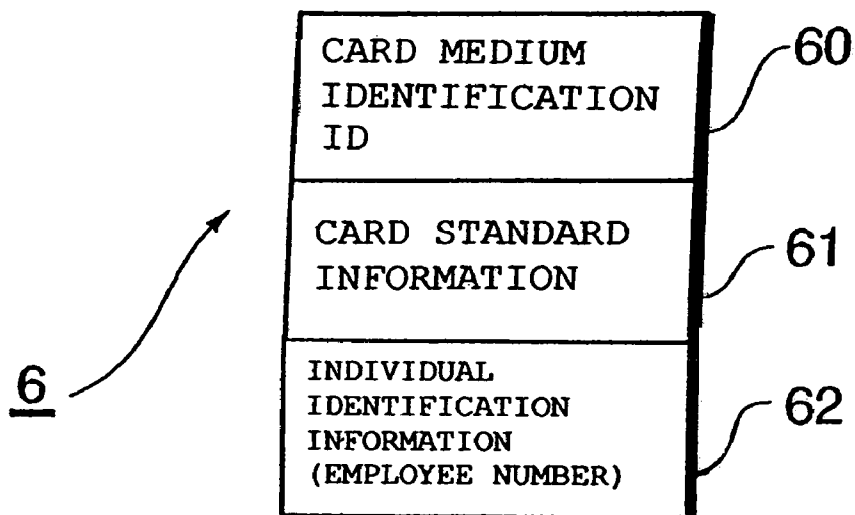 CARD MEDIUM
IDENTIFICATION
ID
60
CARD STANDARD
INFORMATION
61
6
INDIVIDUAL
IDENTIFICATION
INFORMATION
(EMPLOYEE NUMBER)
62